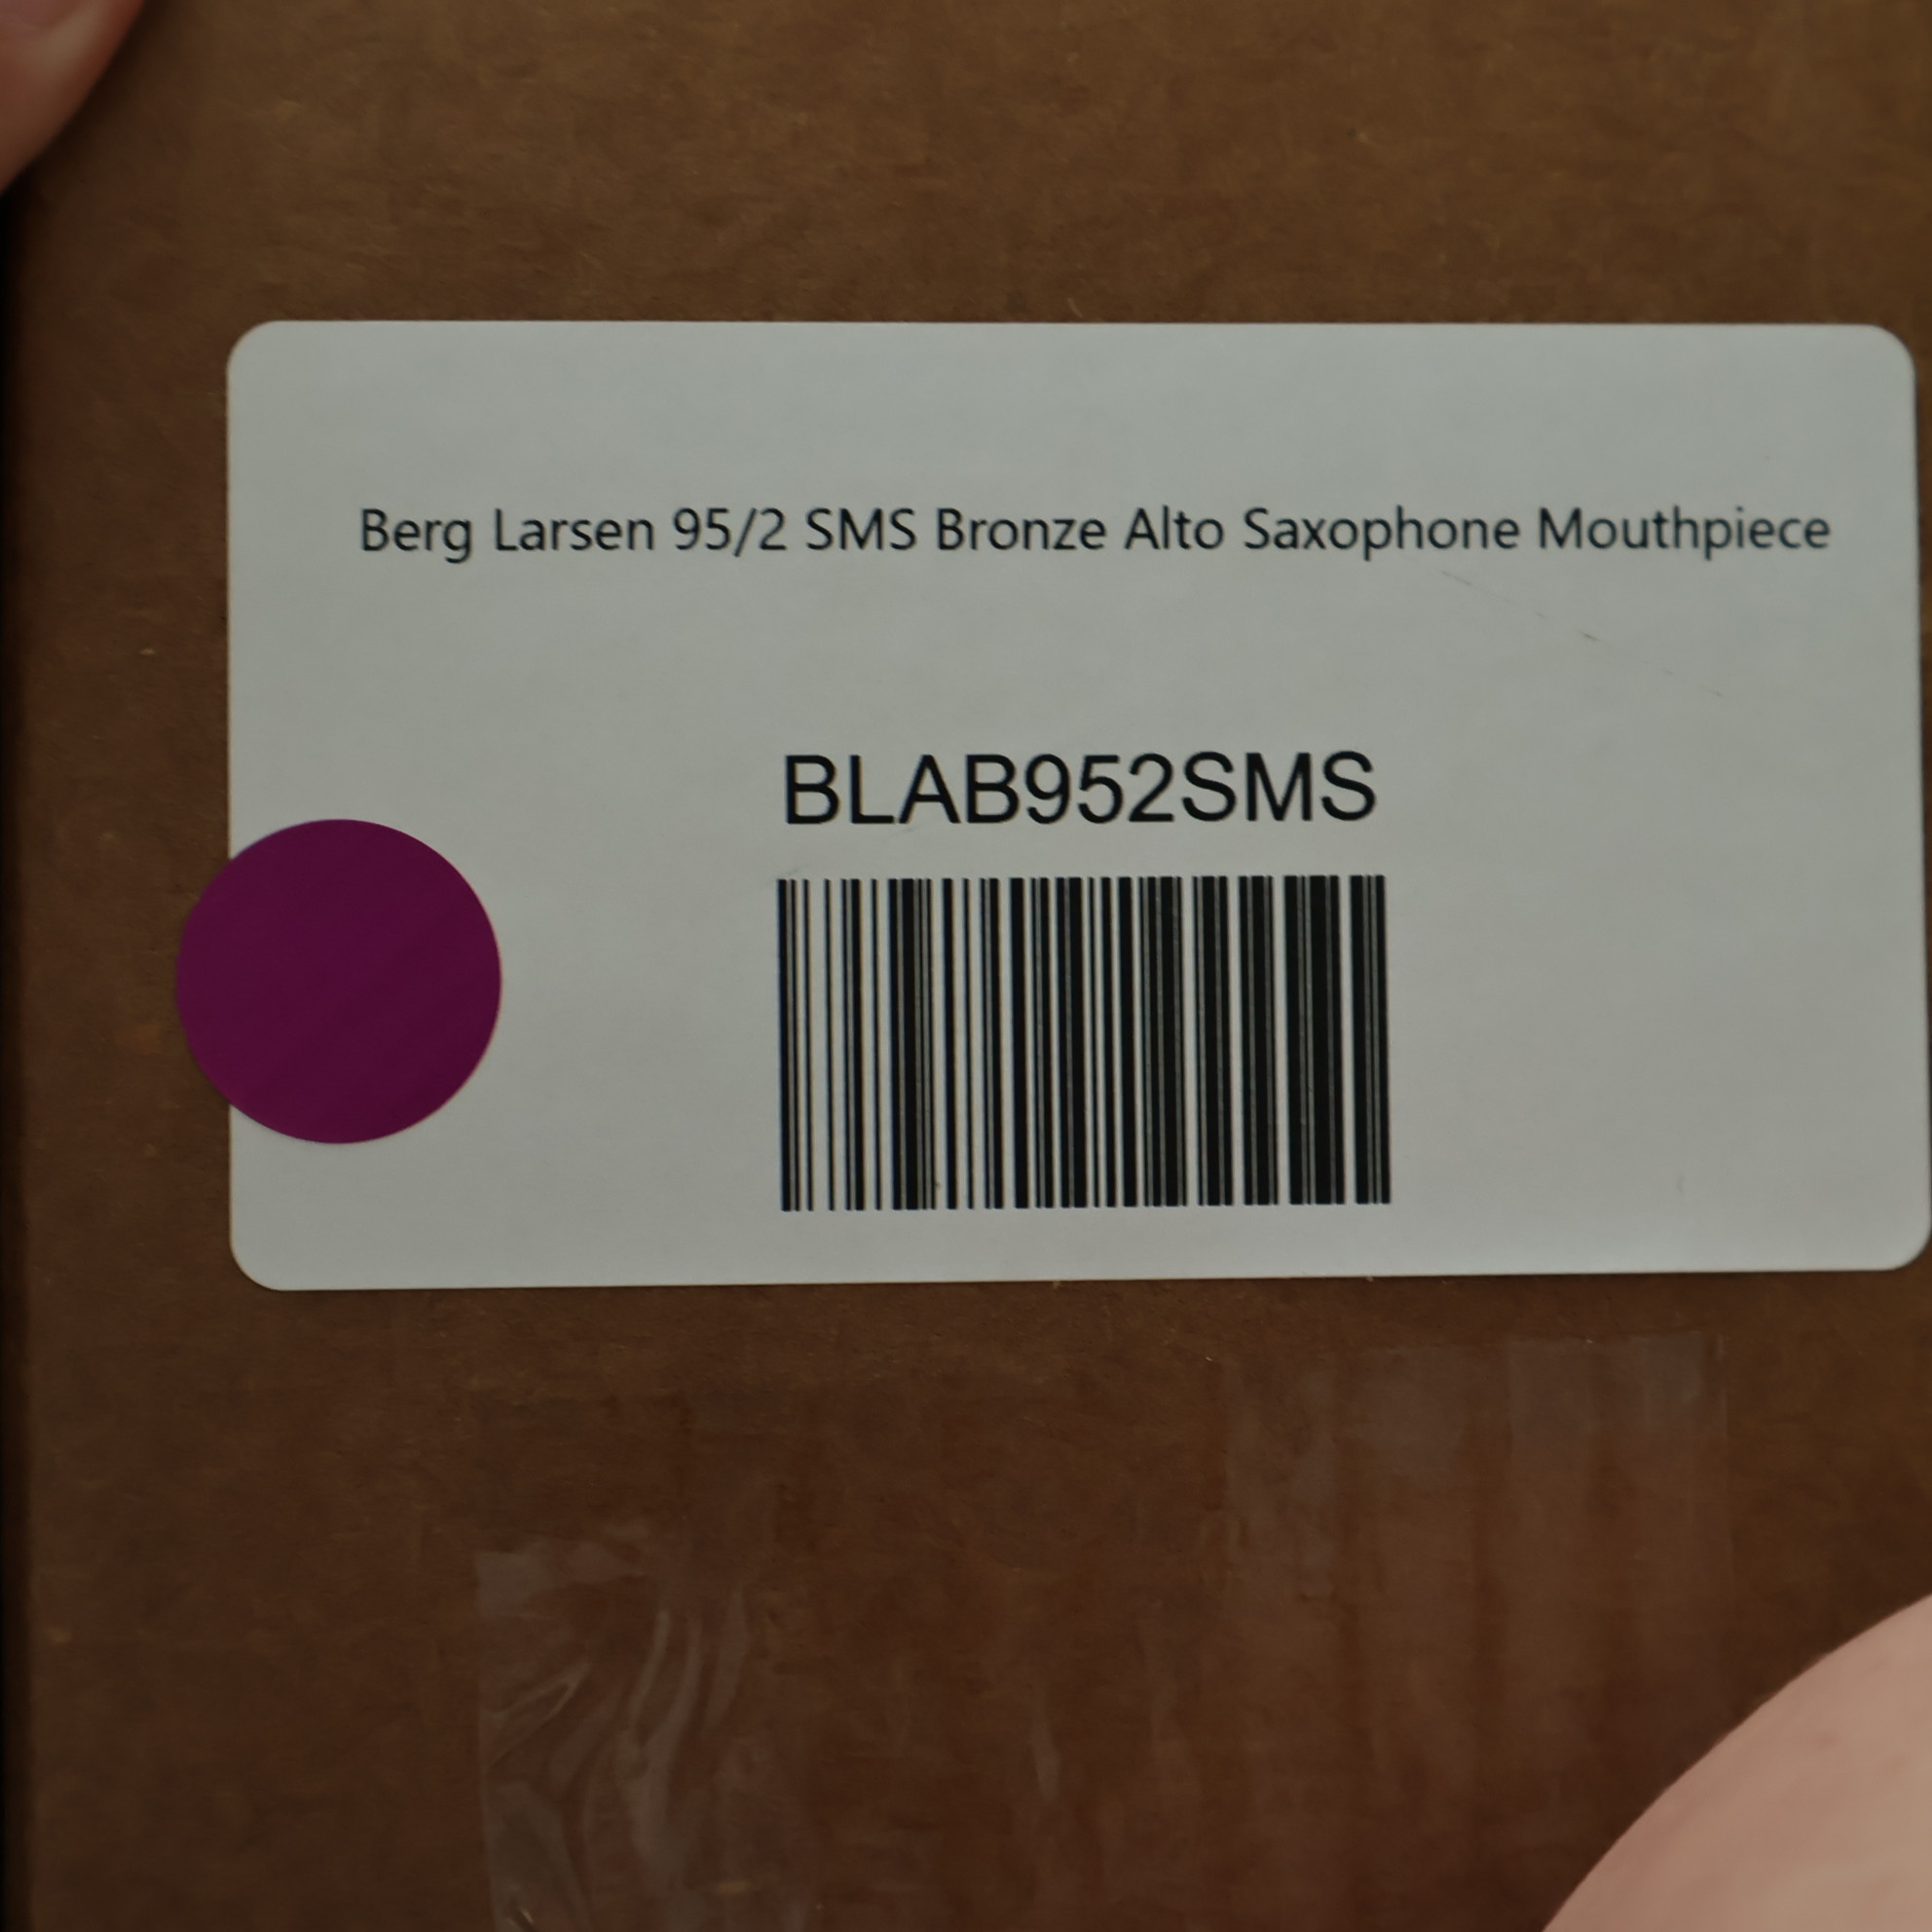 Berg Larsen 95/2 SMS Bronze Alto Saxophone Mouthpiece
BLAB952SMS